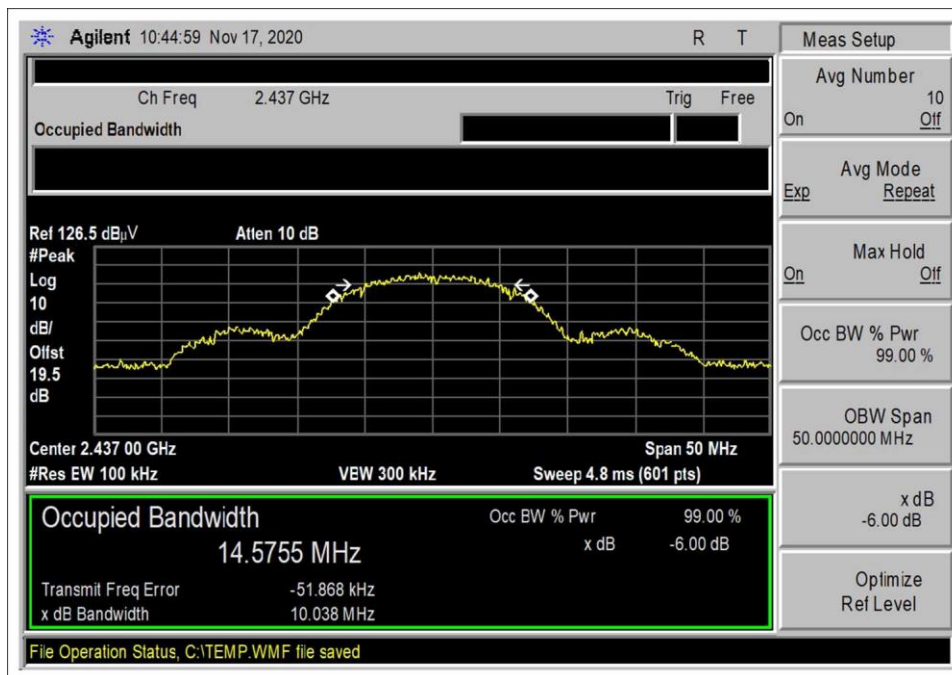 Agilent 10:44:59 Nov 17, 2020 R T
Ch Freq 2.437 GHz Trig Free
Occupied Bandwidth
Ref 126.5 dBµV Atten 10 dB
#Peak
Log
10
dB/
Offst
19.5
dB
Center 2.437 00 GHz Span 50 MHz
#Res EW 100 kHz VBW 300 kHz Sweep 4.8 ms (601 pts)
Occupied Bandwidth Occ BW % Pwr 99.00 %
14.5755 MHz x dB -6.00 dB
Transmit Freq Error -51.868 kHz
x dB Bandwidth 10.038 MHz
File Operation Status, C:\TEMP.WMF file saved
Meas Setup
Avg Number
10
On Off
Avg Mode
Exp Repeat
Max Hold
On Off
Occ BW % Pwr
99.00 %
OBW Span
50.0000000 MHz
x dB
-6.00 dB
Optimize
Ref Level